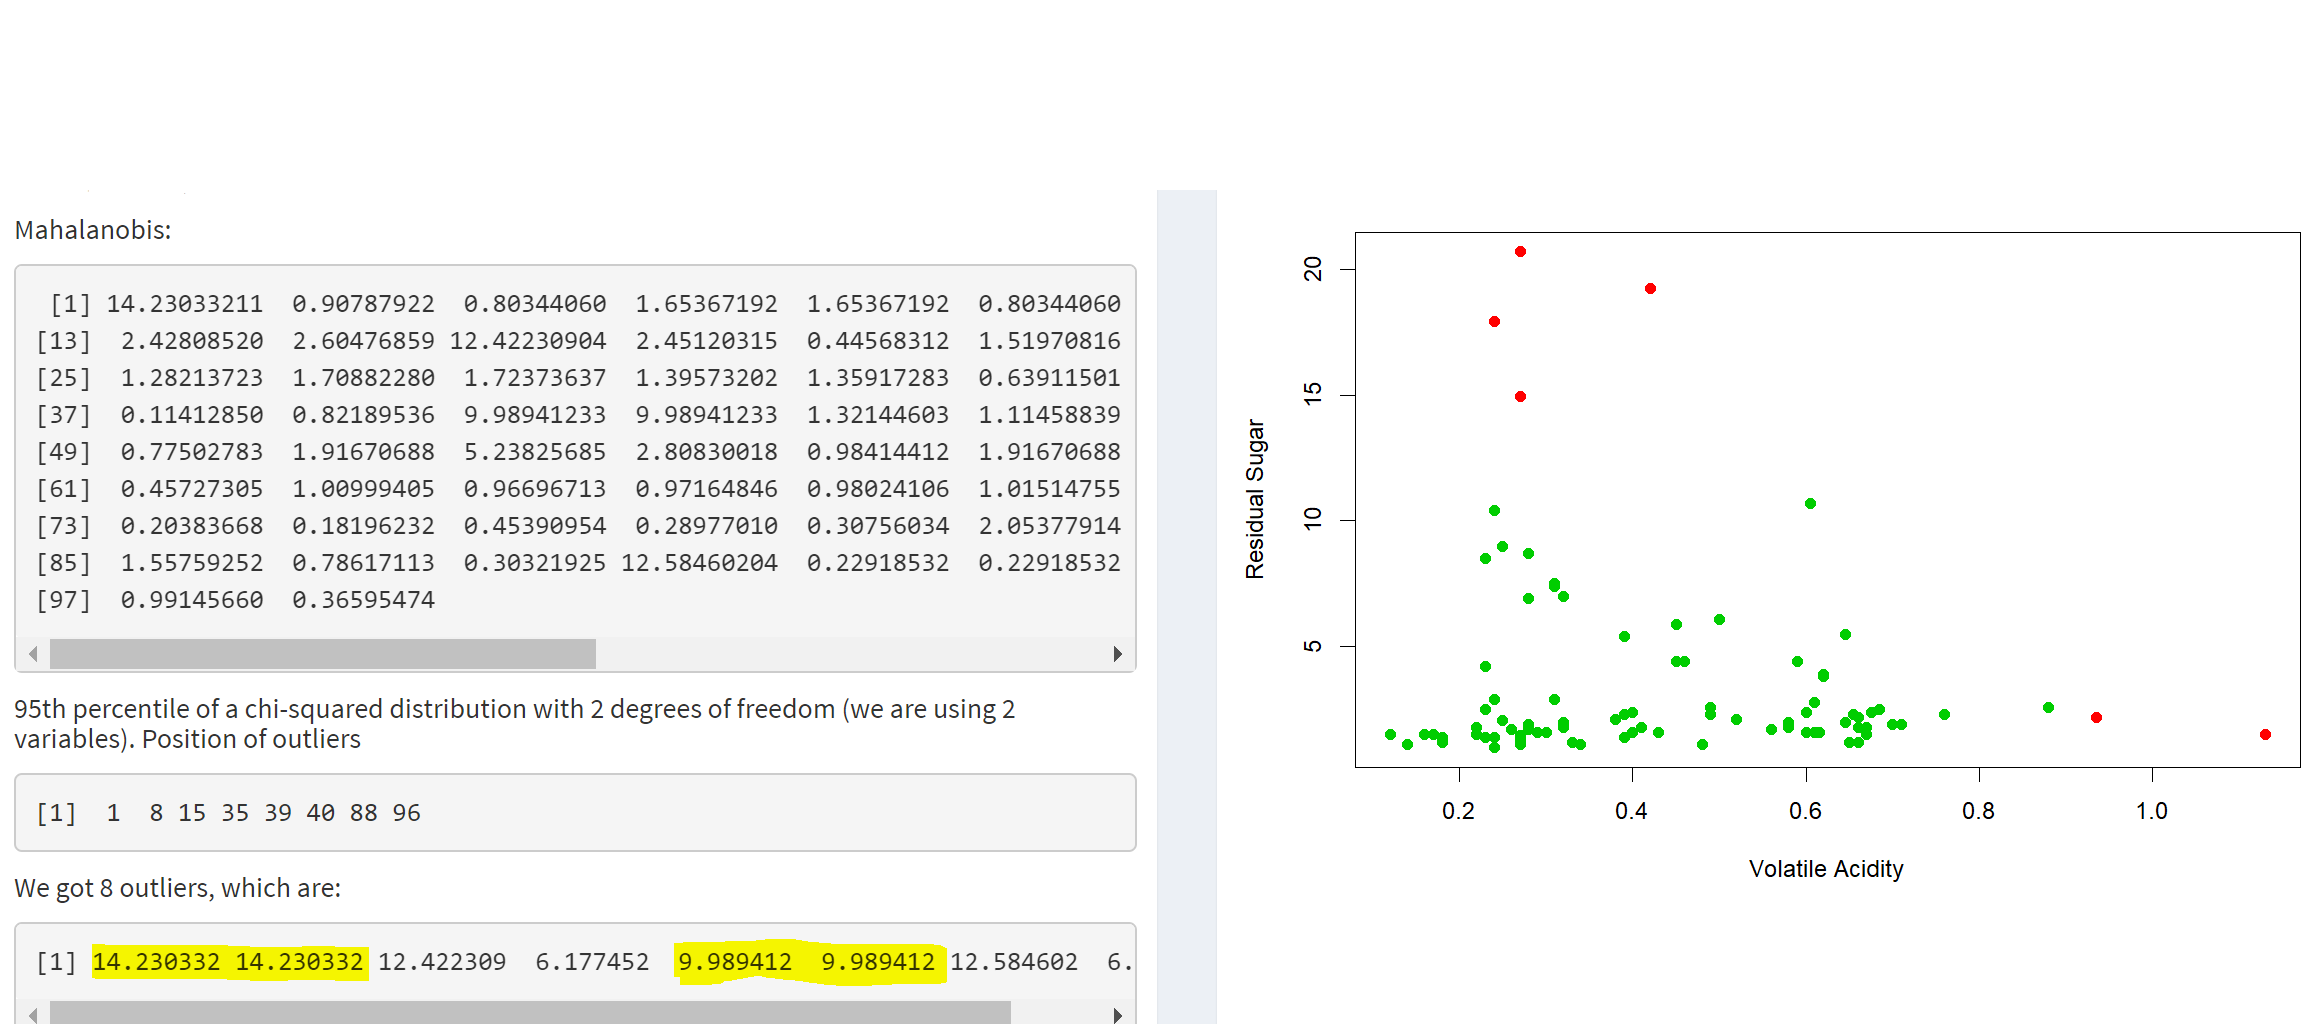 Mahalanobis:
[1] 14.23033211 0.90787922 0.80344060 1.65367192 1.65367192 0.80344060
[13] 2.42808520 2.60476859 12.42230904 2.45120315 0.44568312 1.51970816
[25] 1.28213723 1.70882280 1.72373637 1.39573202 1.35917283 0.63911501
[37] 0.11412850 0.82189536 9.98941233 9.98941233 1.32144603 1.11458839
[49] 0.77502783 1.91670688 5.23825685 2.80830018 0.98414412 1.91670688
[61] 0.45727305 1.00999405 0.96696713 0.97164846 0.98024106 1.01514755
[73] 0.20383668 0.18196232 0.45390954 0.28977010 0.30756034 2.05377914
[85] 1.55759252 0.78617113 0.30321925 12.58460204 0.22918532 0.22918532
[97] 0.99145660 0.36595474
95th percentile of a chi-squared distribution with 2 degrees of freedom (we are using 2
variables). Position of outliers
[1] 1 8 15 35 39 40 88 96
We got 8 outliers, which are:
[1] 14.230332 14.230332 12.422309 6.177452 9.989412 9.989412 12.584602 6.
20
15
10
5
Residual Sugar
0.2 0.4 0.6 0.8 1.0
Volatile Acidity